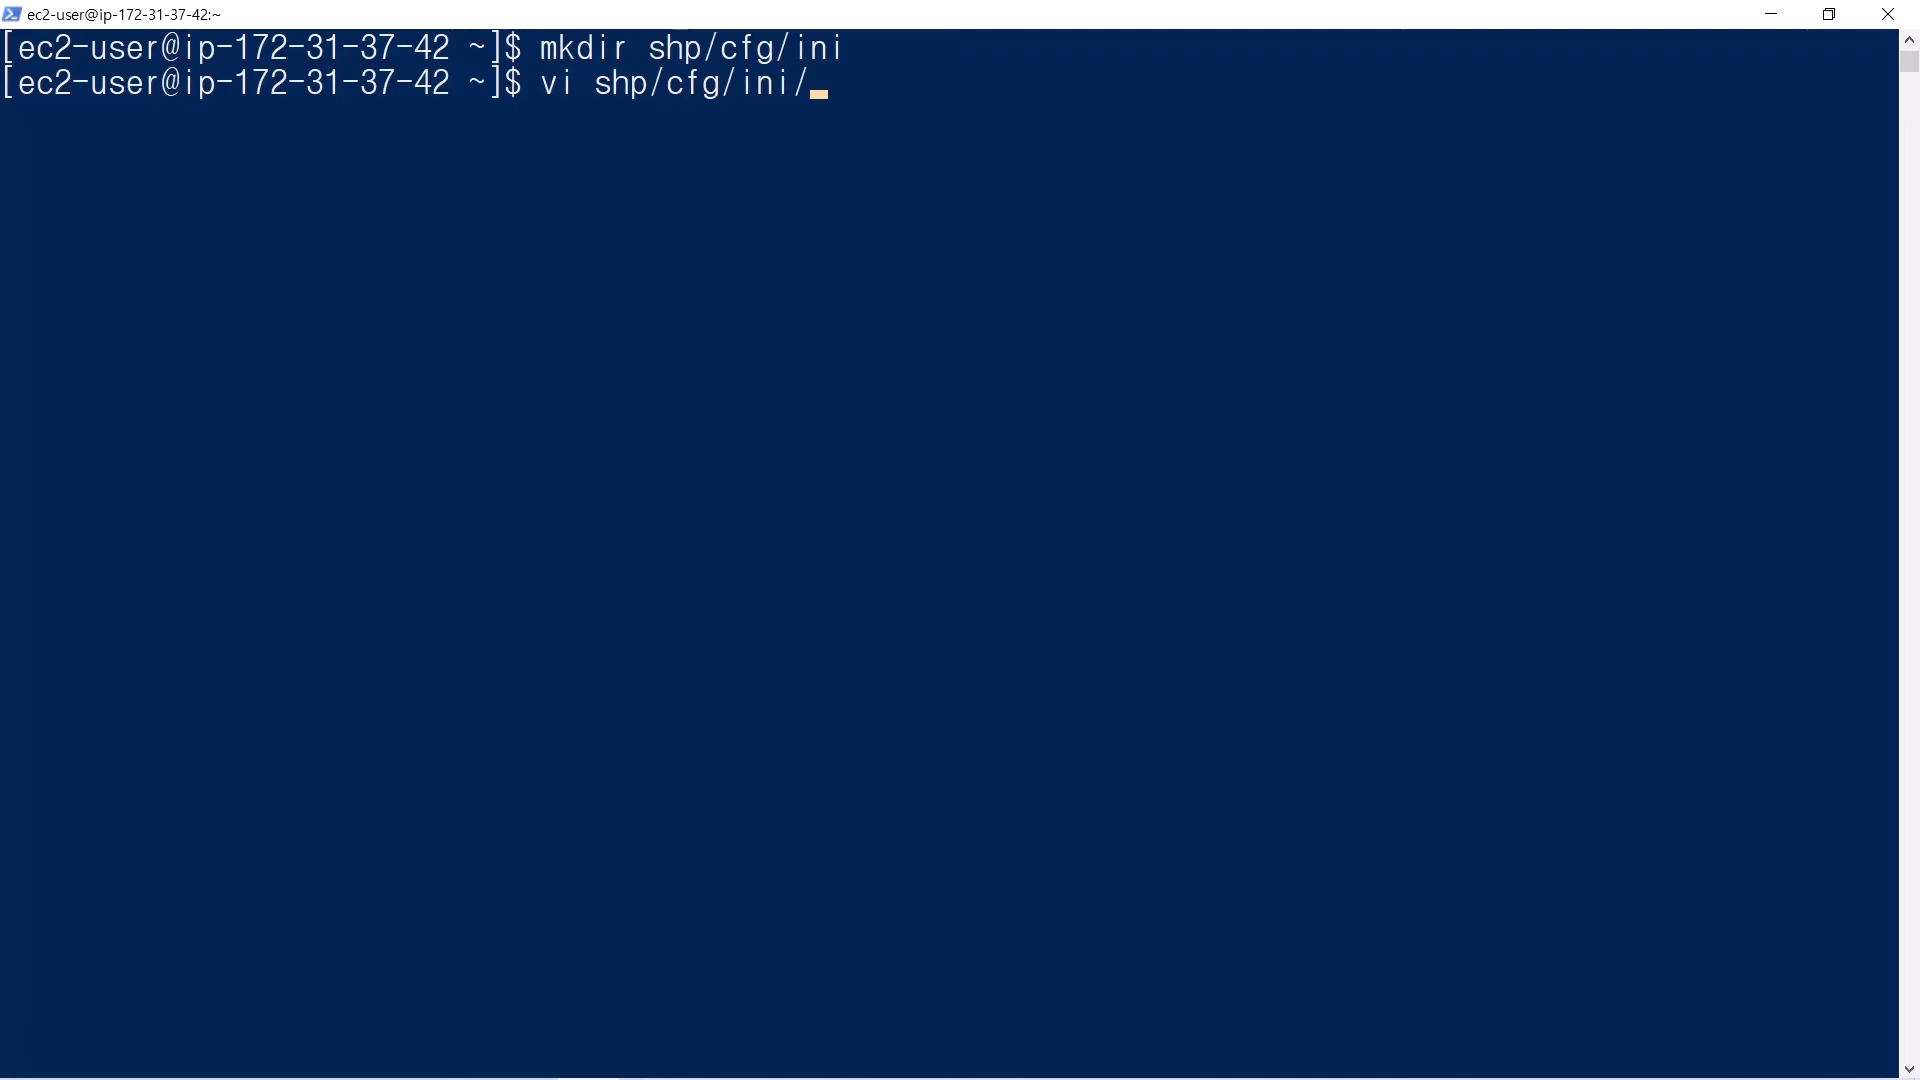 ec2-user@ip-172-31-37-42:~
[ec2-user@ip-172-31-37-42 ~]$ mkdir shp/cfg/ini
[ec2-user@ip-172-31-37-42 ~]$ vi shp/cfg/ini/